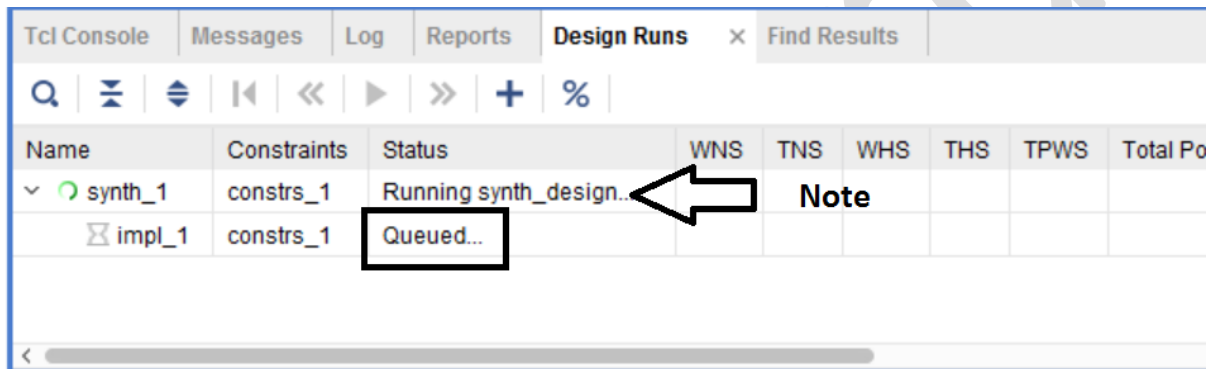 Tcl Console Messages Log Reports Design Runs × Find Results
%
Name Constraints Status WNS TNS WHS THS TPWS Total Po
synth_1 constrs_1 Running synth_design... Note
impl_1 constrs_1 Queued...